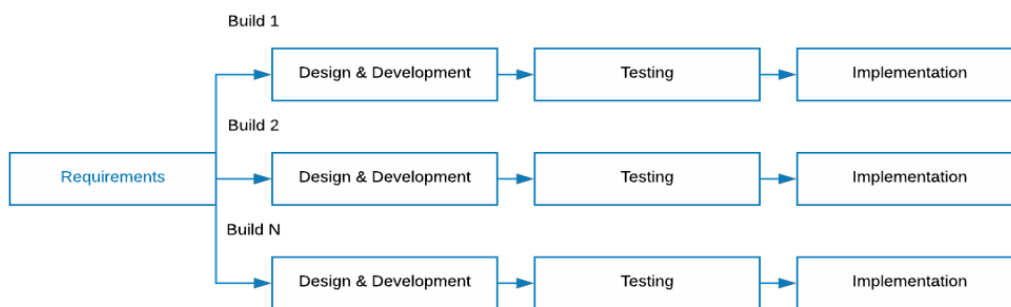 Build 1
Design & Development
Testing
Implementation
Build 2
Requirements
Design & Development
Testing
Implementation
Build N
Design & Development
Testing
Implementation